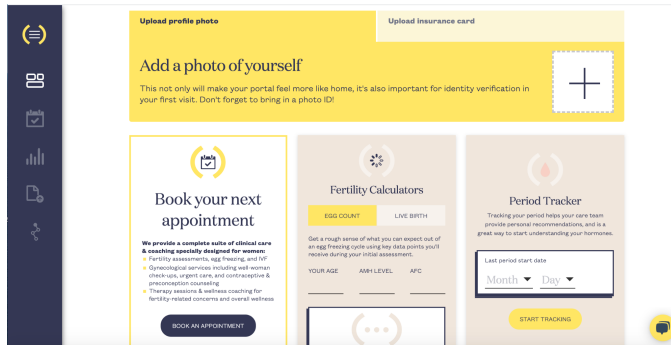 Upload profile photo
Upload insurance card
Add a photo of yourself
This not only will make your portal feel more like home, it's also important for identity verification in
your first visit. Don't forget to bring in a photo ID!
Book your next
appointment
We provide a complete suite of clinical care
& coaching specially designed for women:
Fertility assessments, egg freezing, and IVF
Gynecological services including well-woman
check-ups, urgent care, and contraceptive &
preconception counseling
Therapy sessions & wellness coaching for
fertility-related concerns and overall wellness
BOOK AN APPOINTMENT
Fertility Calculators
EGG COUNT
LIVE BIRTH
Get a rough sense of what you can expect out of
an egg freezing cycle using key data points you'll
receive during your initial assessment.
YOUR AGE
AMH LEVEL
AFC
Period Tracker
Tracking your period helps your care team
provide personal recommendations, and is a
great way to start understanding your hormones.
Last period start date
Month
Day
START TRACKING